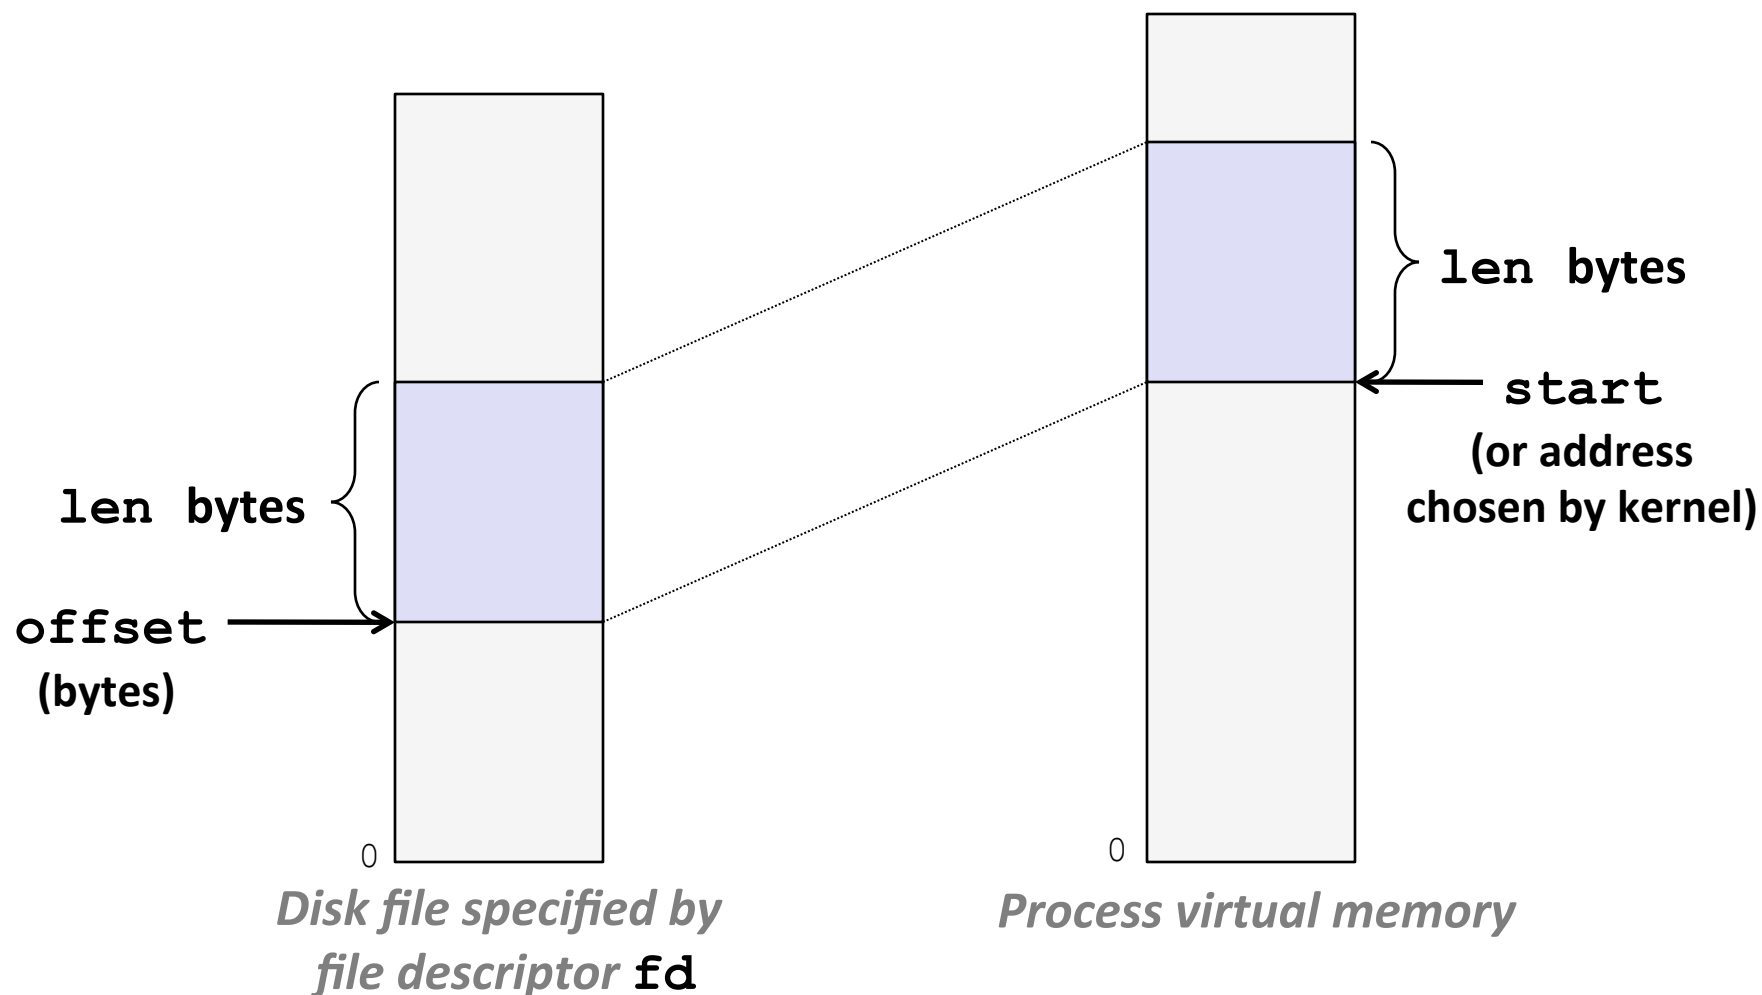 len bytes
start
(or address
chosen by kernel)
len bytes
offset
(bytes)
0
0
Disk file specified by
file descriptor fd
Process virtual memory